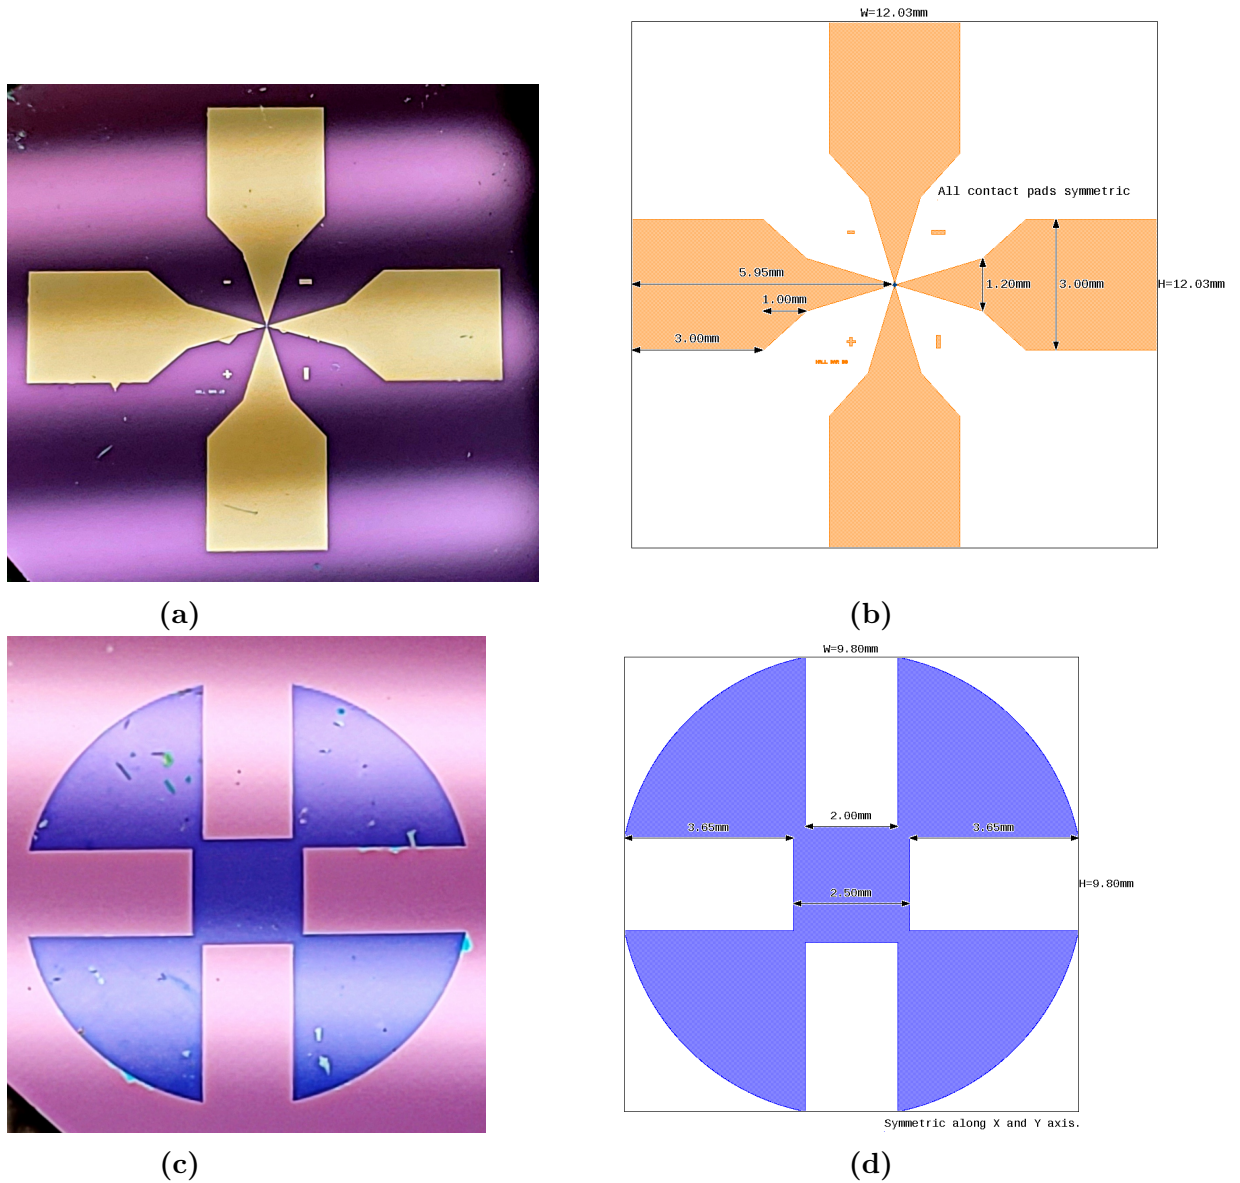 W=12.03mm
All contact pads symmetric
5.95mm
1.00mm
1.20mm
3.00mm
H=12.03mm
3.00mm
(a)
(b)
W=9.80mm
2.00mm
3.65mm
3.65mm
H=9.80mm
2.50mm
Symmetric along X and Y axis.
(c)
(d)